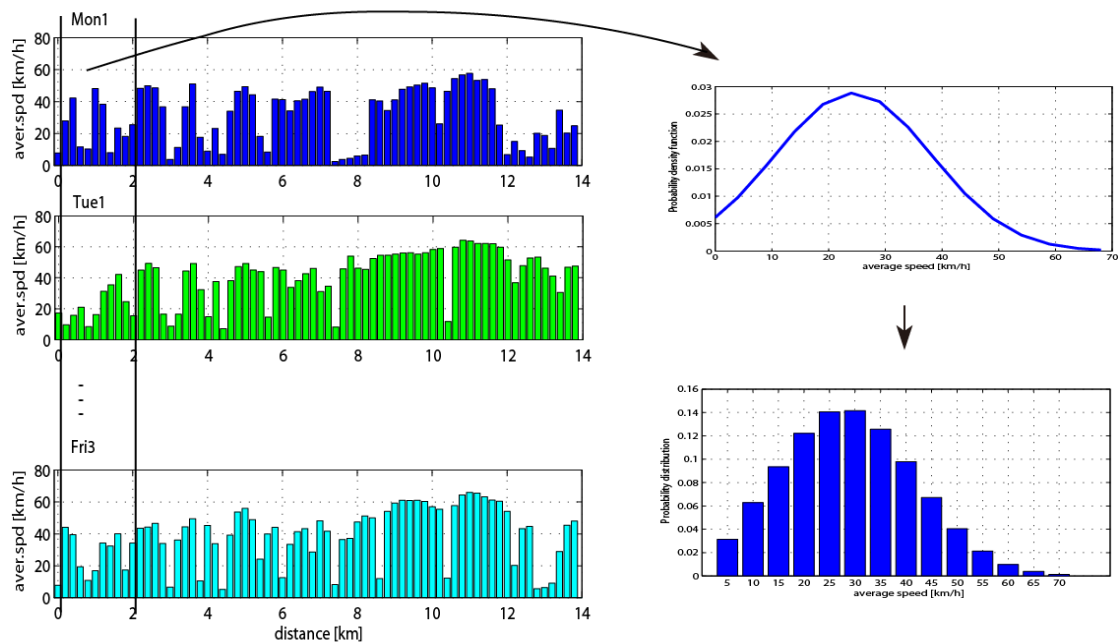 Mon1
80
60
40
20
0
aver.spd [km/h]
0 2 4 6 8 10 12 14
Tue1
80
60
40
20
0
aver.spd [km/h]
0 2 4 6 8 10 12 14
-
-
-
Fri3
80
60
40
20
0
aver.spd [km/h]
0 2 4 6 8 10 12 14
distance [km]
0.03
0.025
0.02
0.015
0.01
0.005
0
Probability density function
0 10 20 30 40 50 60 70
average speed [km/h]
0.16
0.14
0.12
0.1
0.08
0.06
0.04
0.02
0
Probability distribution
5 10 15 20 25 30 35 40 45 50 55 60 65 70
average speed [km/h]